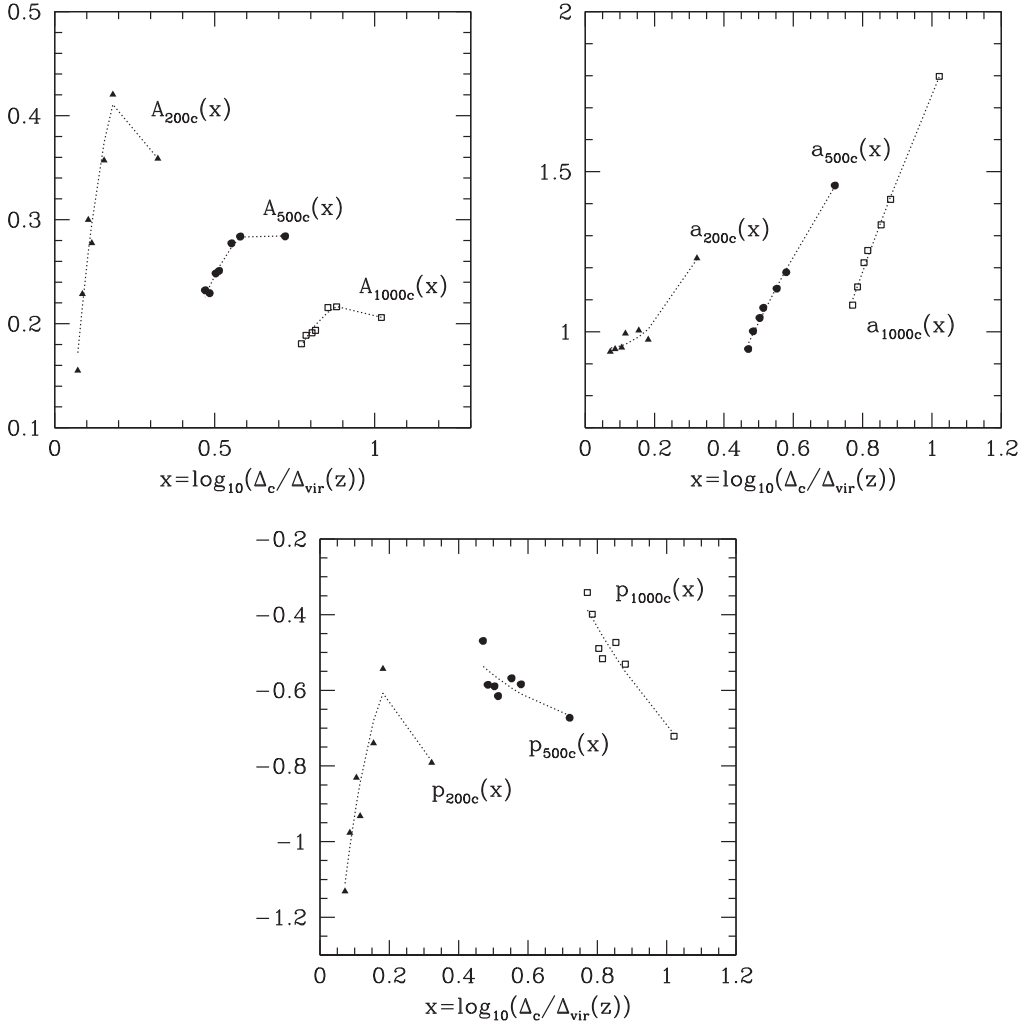 0.5
0.4
0.3
0.2
0.1
0
0.5
1
A200c(x)
A500c(x)
A1000c(x)
x=log10(Δc/Δvir(z))
2
1.5
1
0
0.2
0.4
0.6
0.8
1
1.2
a500c(x)
a200c(x)
a1000c(x)
x=log10(Δc/Δvir(z))
−0.2
−0.4
−0.6
−0.8
−1
−1.2
0
0.2
0.4
0.6
0.8
1
1.2
p1000c(x)
p500c(x)
p200c(x)
x=log10(Δc/Δvir(z))